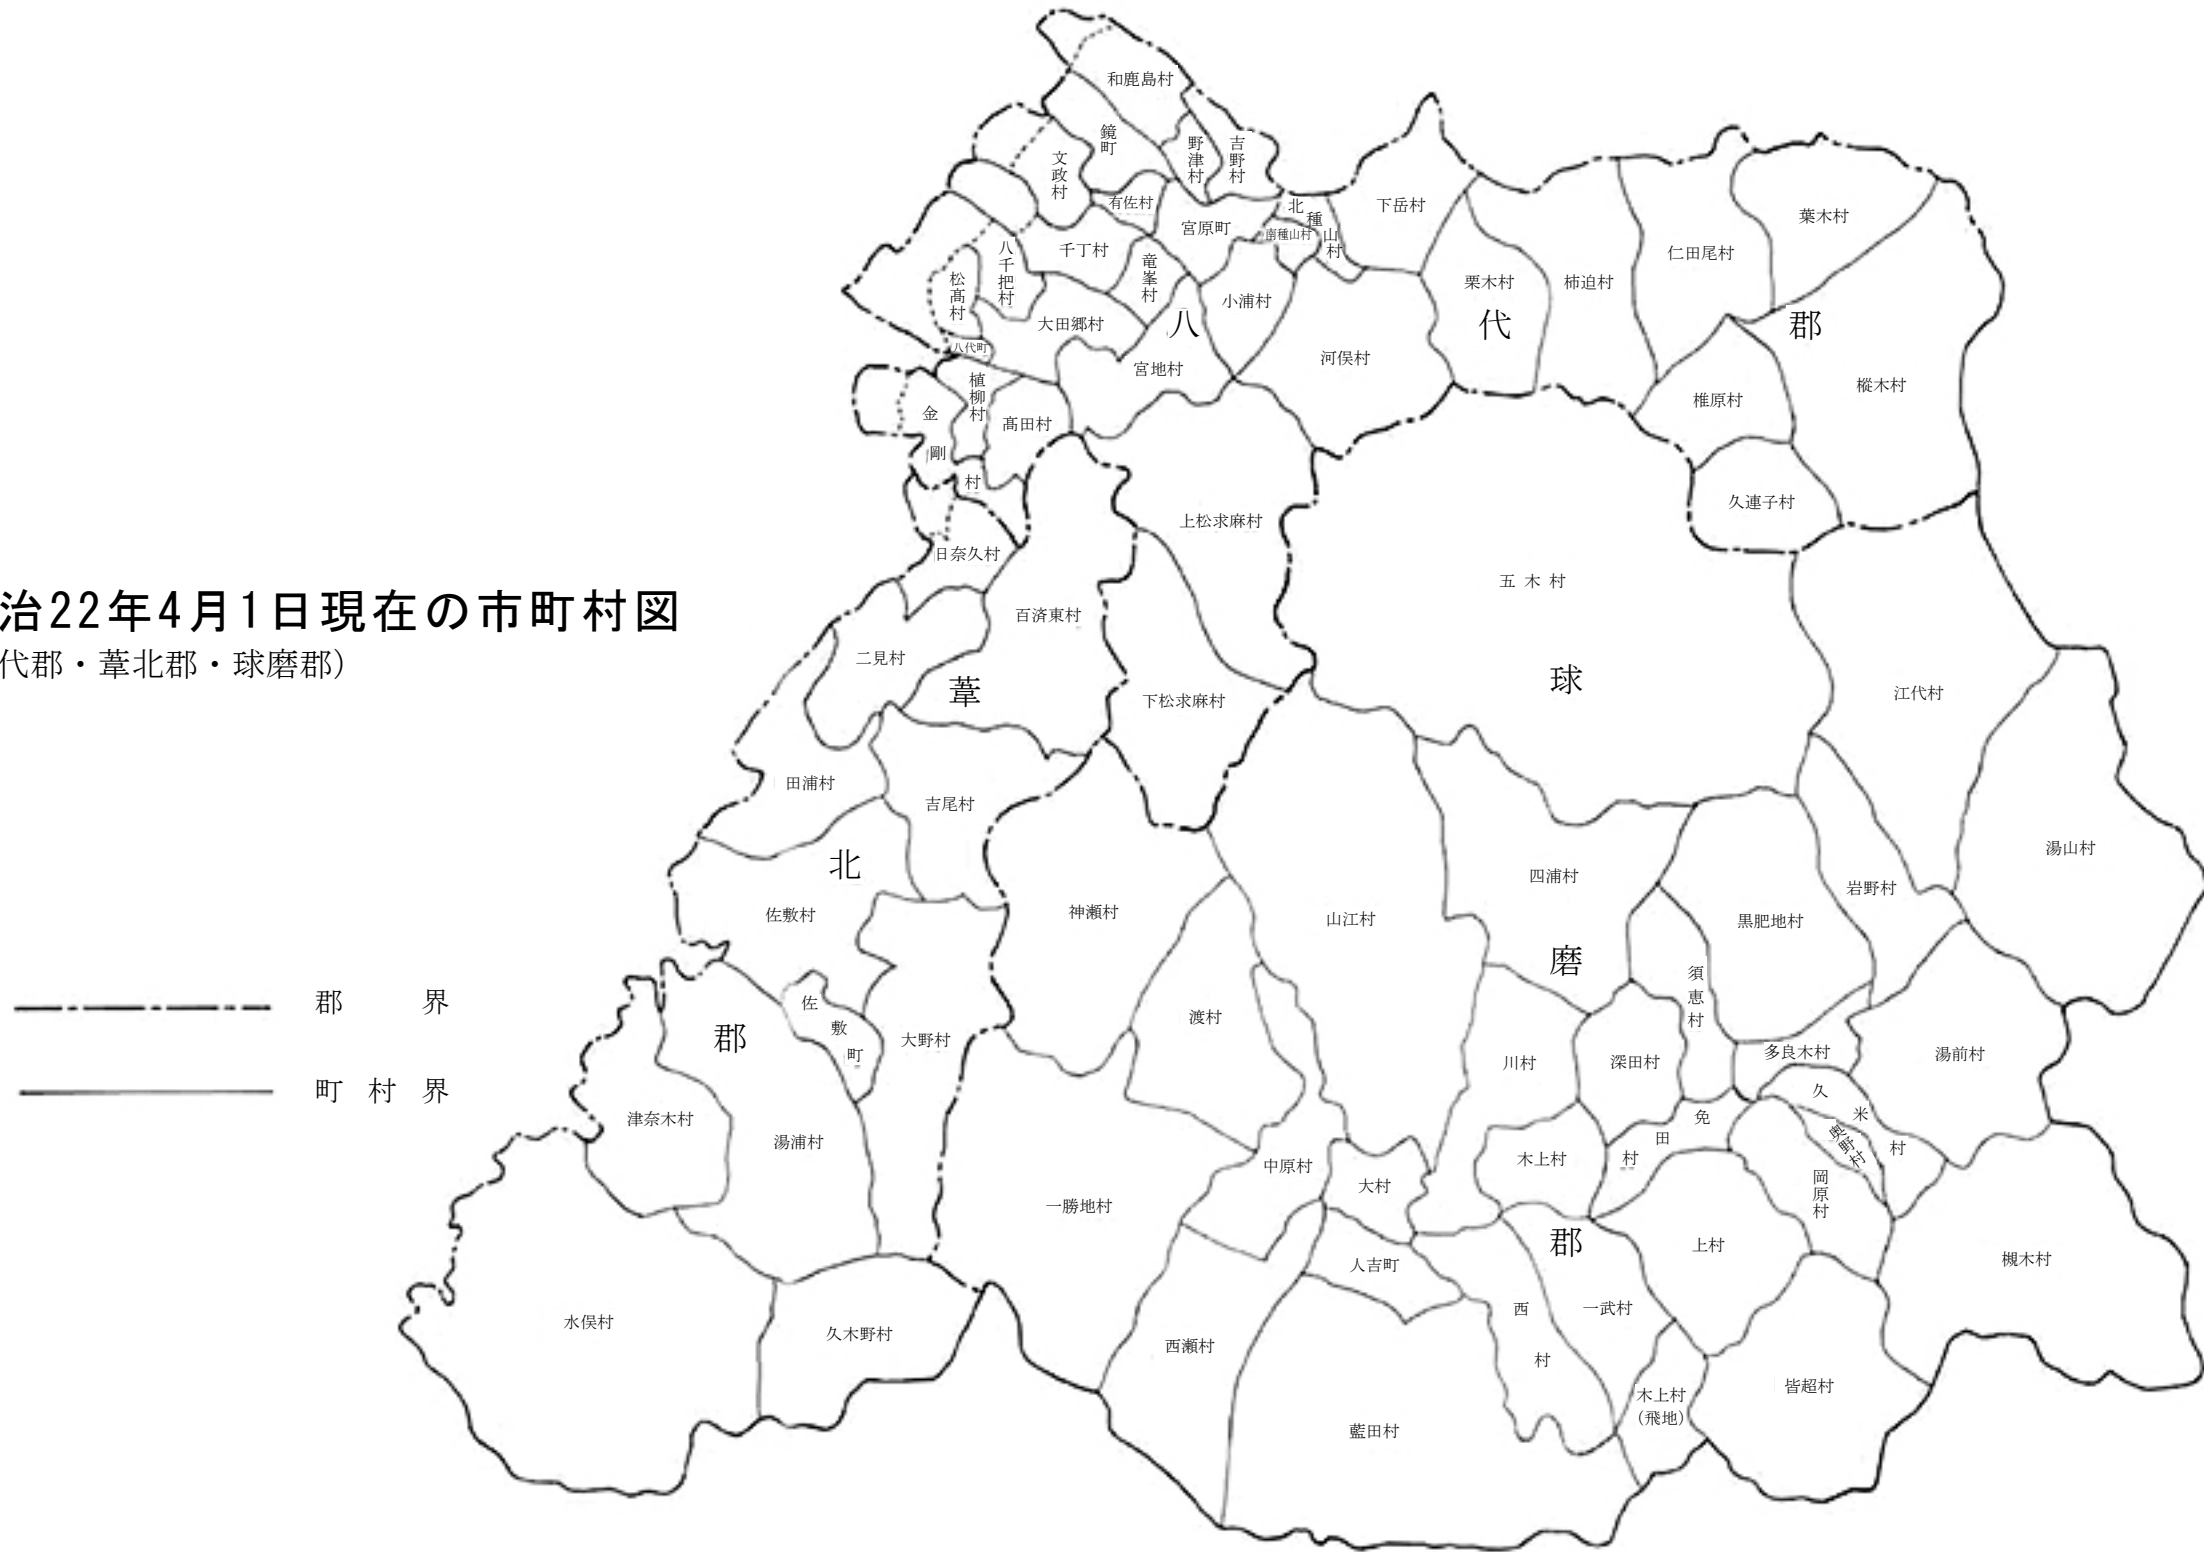 治22年4月1日現在の市町村図
代郡・葦北郡・球磨郡）
郡　界
町村界
和鹿島村
鏡町
野津村
吉野村
文政村
有佐村
宮原町
北種山村
南種山村
下岳村
千丁村
八千把村
竜峯村
松髙村
小浦村
大田郷村
八代町
宮地村
植柳村
金剛村
髙田村
河俣村
栗木村
柿迫村
仁田尾村
葉木村
樅木村
椎原村
久連子村
八代郡
上松求麻村
下松求麻村
日奈久村
百済東村
二見村
田浦村
吉尾村
佐敷村
佐敷町
大野村
津奈木村
湯浦村
水俣村
久木野村
葦北郡
五木村
江代村
湯山村
四浦村
岩野村
黒肥地村
神瀬村
山江村
須恵村
渡村
川村
深田村
多良木村
湯前村
久米村
奥野村
免田村
木上村
岡原村
中原村
大村
一勝地村
人吉町
上村
槻木村
西村
一武村
西瀬村
木上村
（飛地）
皆超村
藍田村
球磨郡